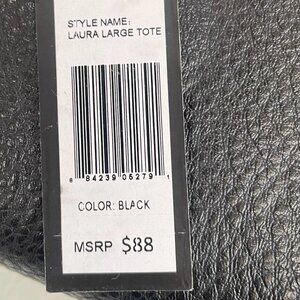 STYLE NAME:
LAURA LARGE TOTE
8 84239 05279 1
COLOR: BLACK
MSRP $88